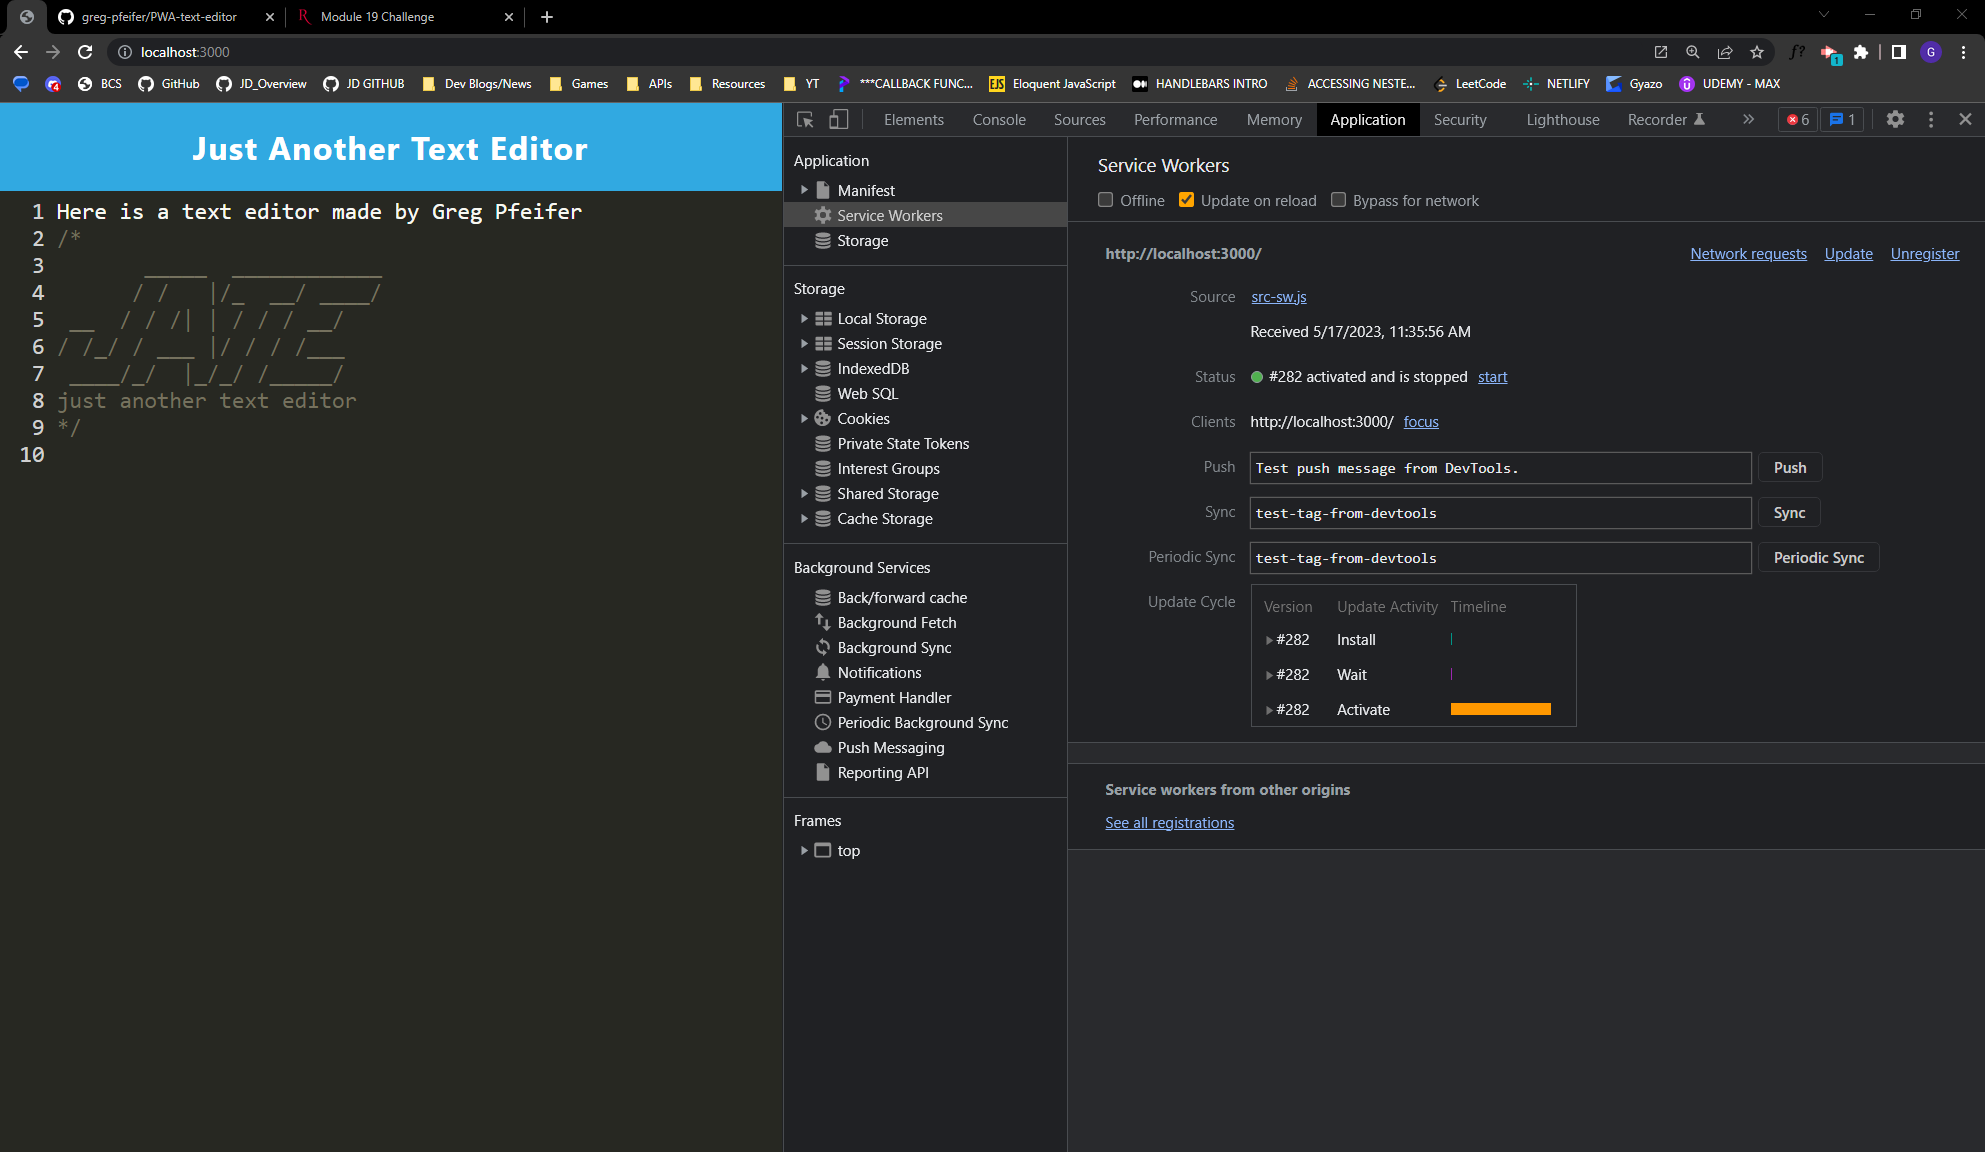 greg-pfeifer/PWA-text-editor
Module 19 Challenge
localhost:3000
f?
1
G
4
BCS
GitHub
JD_Overview
JD GITHUB
Dev Blogs/News
Games
APIs
Resources
YT
***CALLBACK FUNC...
EJS
Eloquent JavaScript
HANDLEBARS INTRO
ACCESSING NESTE...
LeetCode
NETLIFY
Gyazo
UDEMY - MAX
Just Another Text Editor
1 Here is a text editor made by Greg Pfeifer
2 /*
3       _____  ____________
4      / /   |/_  __/ ____/
5 __  / / /| | / / / __/
6 / /_/ / ___ |/ / / /___
7 ____/_/  |_/_/ /_____/
8 just another text editor
9 */
10
Elements
Console
Sources
Performance
Memory
Application
Security
Lighthouse
Recorder
6
1
Application
Manifest
Service Workers
Storage
Storage
Local Storage
Session Storage
IndexedDB
Web SQL
Cookies
Private State Tokens
Interest Groups
Shared Storage
Cache Storage
Background Services
Back/forward cache
Background Fetch
Background Sync
Notifications
Payment Handler
Periodic Background Sync
Push Messaging
Reporting API
Frames
top
Service Workers
Offline
Update on reload
Bypass for network
http://localhost:3000/
Network requests
Update
Unregister
Source src-sw.js
Received 5/17/2023, 11:35:56 AM
Status #282 activated and is stopped start
Clients http://localhost:3000/ focus
Push Test push message from DevTools. Push
Sync test-tag-from-devtools Sync
Periodic Sync test-tag-from-devtools Periodic Sync
Update Cycle Version Update Activity Timeline
#282 Install
#282 Wait
#282 Activate
Service workers from other origins
See all registrations